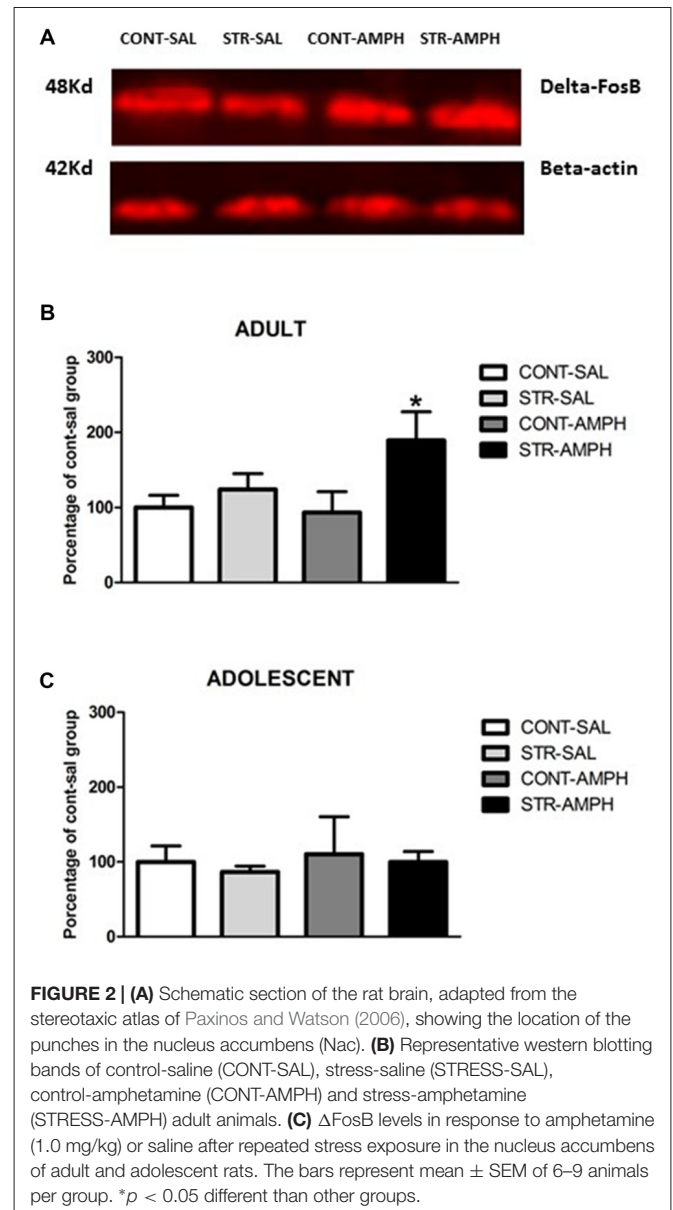 A
CONT-SAL STR-SAL CONT-AMPH STR-AMPH
48Kd Delta-FosB
42Kd Beta-actin
B
ADULT
Porcentage of cont-sal group
300
200
100
0
*
CONT-SAL
STR-SAL
CONT-AMPH
STR-AMPH
C
ADOLESCENT
Porcentage of cont-sal group
300
200
100
0
CONT-SAL
STR-SAL
CONT-AMPH
STR-AMPH
FIGURE 2 | (A) Schematic section of the rat brain, adapted from the
stereotaxic atlas of Paxinos and Watson (2006), showing the location of the
punches in the nucleus accumbens (Nac). (B) Representative western blotting
bands of control-saline (CONT-SAL), stress-saline (STRESS-SAL),
control-amphetamine (CONT-AMPH) and stress-amphetamine
(STRESS-AMPH) adult animals. (C) ΔFosB levels in response to amphetamine
(1.0 mg/kg) or saline after repeated stress exposure in the nucleus accumbens
of adult and adolescent rats. The bars represent mean ± SEM of 6–9 animals
per group. *p < 0.05 different than other groups.